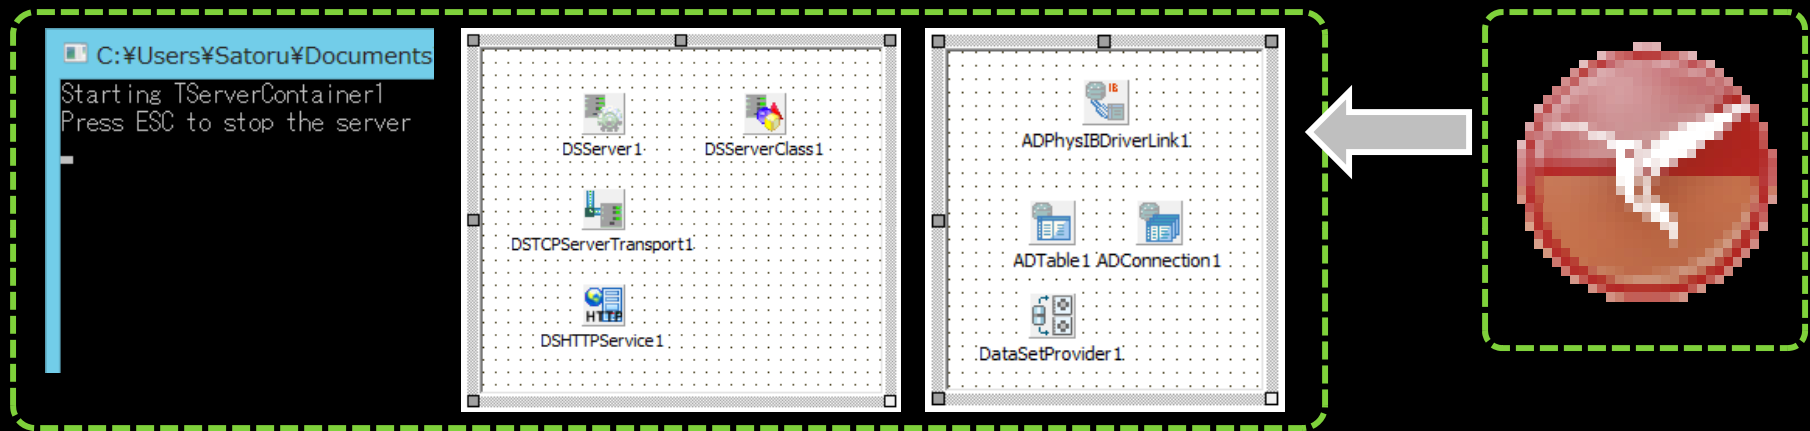 C:¥Users¥Satoru¥Documents
Starting TServerContainer1
Press ESC to stop the server
DSServer1
DSServerClass1
DSTCPServerTransport1
HTTP
DSHTTPService1
IB
ADPhysIBDriverLink1
ADTable1 ADConnection1
DataSetProvider1